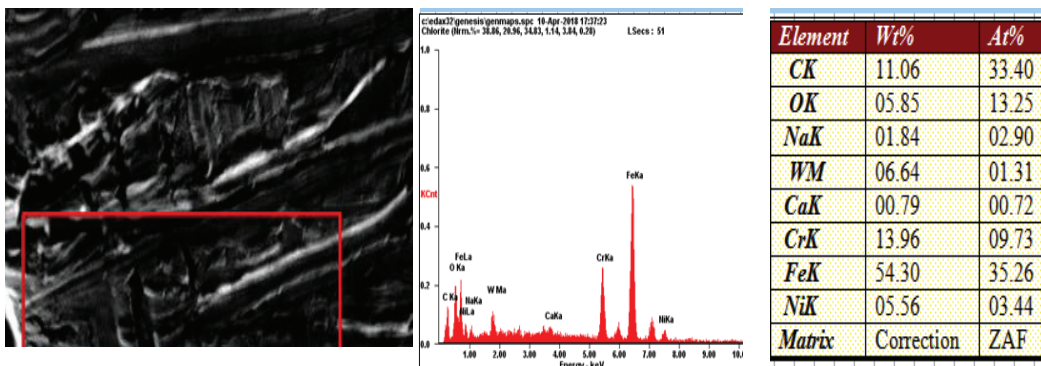 c:\edax32\genesis\genmaps.spc 10-Apr-2018 17:37:23
Chlorite (Nrm.%= 38.86, 20.96, 34.83, 1.14, 3.84, 0.28) LSecs : 51
1.0
0.8
0.6
KCnt
0.4
0.2
0.0
FeKa
CrKa
FeLa
O Ka
C Ka
NaKa
NiLa
W Ma
CaKa
NiKa
1.00 2.00 3.00 4.00 5.00 6.00 7.00 8.00 9.00 10.0
Energy - keV
Element Wt% At%
CK 11.06 33.40
OK 05.85 13.25
NaK 01.84 02.90
WM 06.64 01.31
CaK 00.79 00.72
CrK 13.96 09.73
FeK 54.30 35.26
NiK 05.56 03.44
Matrix Correction ZAF